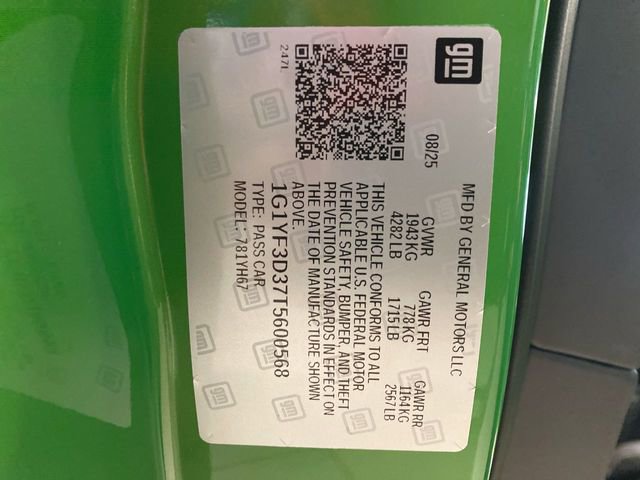 gm
MFD BY GENERAL MOTORS LLC
08/25
GVWR GAWR FRT GAWR RR
1943 KG 778 KG 1164 KG
4282 LB 1715 LB 2567 LB
THIS VEHICLE CONFORMS TO ALL
APPLICABLE U.S. FEDERAL MOTOR
VEHICLE SAFETY, BUMPER, AND THEFT
PREVENTION STANDARDS IN EFFECT ON
THE DATE OF MANUFACTURE SHOWN
ABOVE.
1G1YF3D37T5600568
TYPE: PASS CAR
MODEL: 781YH67
247L